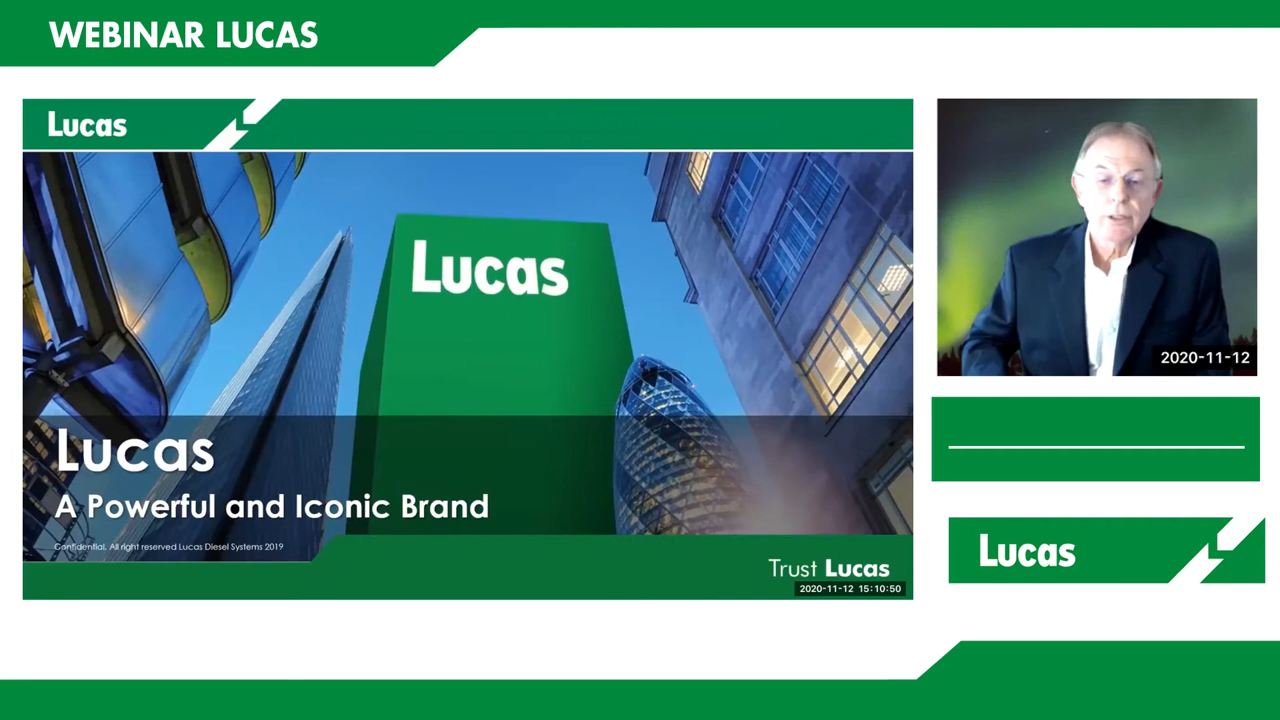 WEBINAR LUCAS
Lucas
Lucas
Lucas
A Powerful and Iconic Brand
Confidential. All right reserved Lucas Diesel Systems 2019
Trust Lucas
2020-11-12 15:10:50
2020-11-12
Lucas